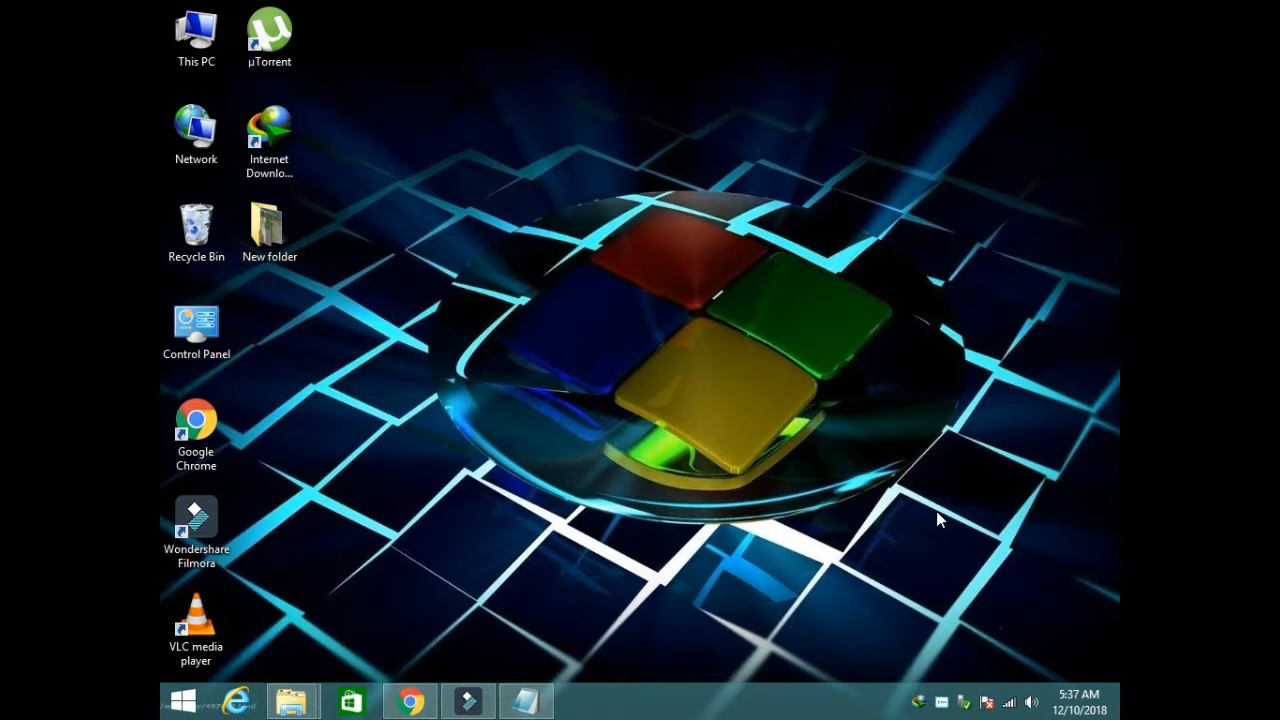 This PC
µTorrent
Network
Internet
Downlo...
Recycle Bin
New folder
Control Panel
Google
Chrome
Wondershare
Filmora
VLC media
player
5:37 AM
12/10/2018